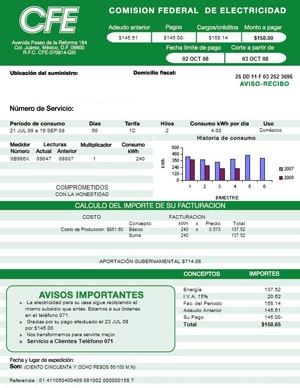 CFE
COMISION FEDERAL DE ELECTRICIDAD
Avenida Paseo de la Reforma 164
Col. Juárez, México, D.F. 06600
R.F.C. CFE-370814-QI0
Adeudo anterior Pagos Cargos/créditos Monto a pagar
$145.51 $145.00- $158.14 $158.00
Fecha límite de pago Corte a partir de
02 OCT 08 03 OCT 08
Ubicación del suministro: Domicilio fiscal:
25 DD 11 F 03 252 3695
AVISO-RECIBO
Número de Servicio:
Período de consumo Días Tarifa Hilos Consumo kWh por día Uso
21 JUL 08 a 19 SEP 08 60 1C 2 4.00 Doméstico
Medidor Lecturas Multiplicador Consumo
Número Actual Anterior kWh
09047 08807 1 240
Historia de consumo
kWh
500
400
300
200
100
0
1 2 3 4 5 6
BIMESTRE
2007
2008
COMPROMETIDOS
CON LA HONESTIDAD
CALCULO DEL IMPORTE DE SU FACTURACION
COSTO FACTURACION
Concepto kWh x Precio Total
Costo de Producción: $851.60 Básico 240 x 0.573 137.52
Suma 240 137.52
APORTACIÓN GUBERNAMENTAL $714.08
CONCEPTOS IMPORTES
AVISOS IMPORTANTES
La electricidad para su casa sigue recibiendo el
mismo subsidio que antes. Estamos a sus órdenes
en el teléfono 071.
Gracias por su pago efectuado el 23 JUL 08
por $145.00
Nos transformamos para servirle mejor.
Servicio a Clientes Teléfono 071
Energía 137.52
I.V.A. 15% 20.62
Fac. del Período 158.14
Adeudo Anterior 145.51
Su Pago 145.00-
Total $158.65
Fecha y lugar de expedición:
Son: (CIENTO CINCUENTA Y OCHO PESOS 65/100 M.N)
Referencia : 01 411050400409 081002 000000158 7